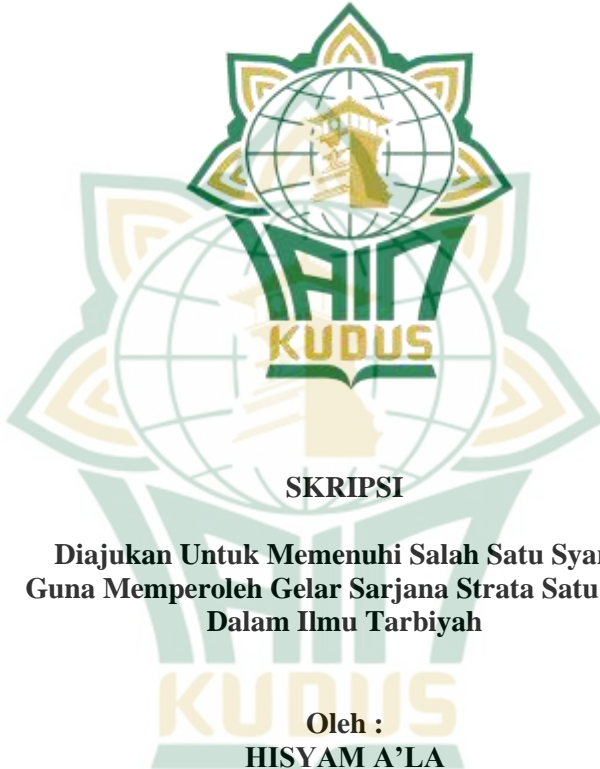 IAIN
KUDUS
SKRIPSI
Diajukan Untuk Memenuhi Salah Satu
Guna Memperoleh Gelar Sarjana Strata Satu
Dalam Ilmu Tarbiyah
KUDUS
Oleh :
HISYAM A’LA